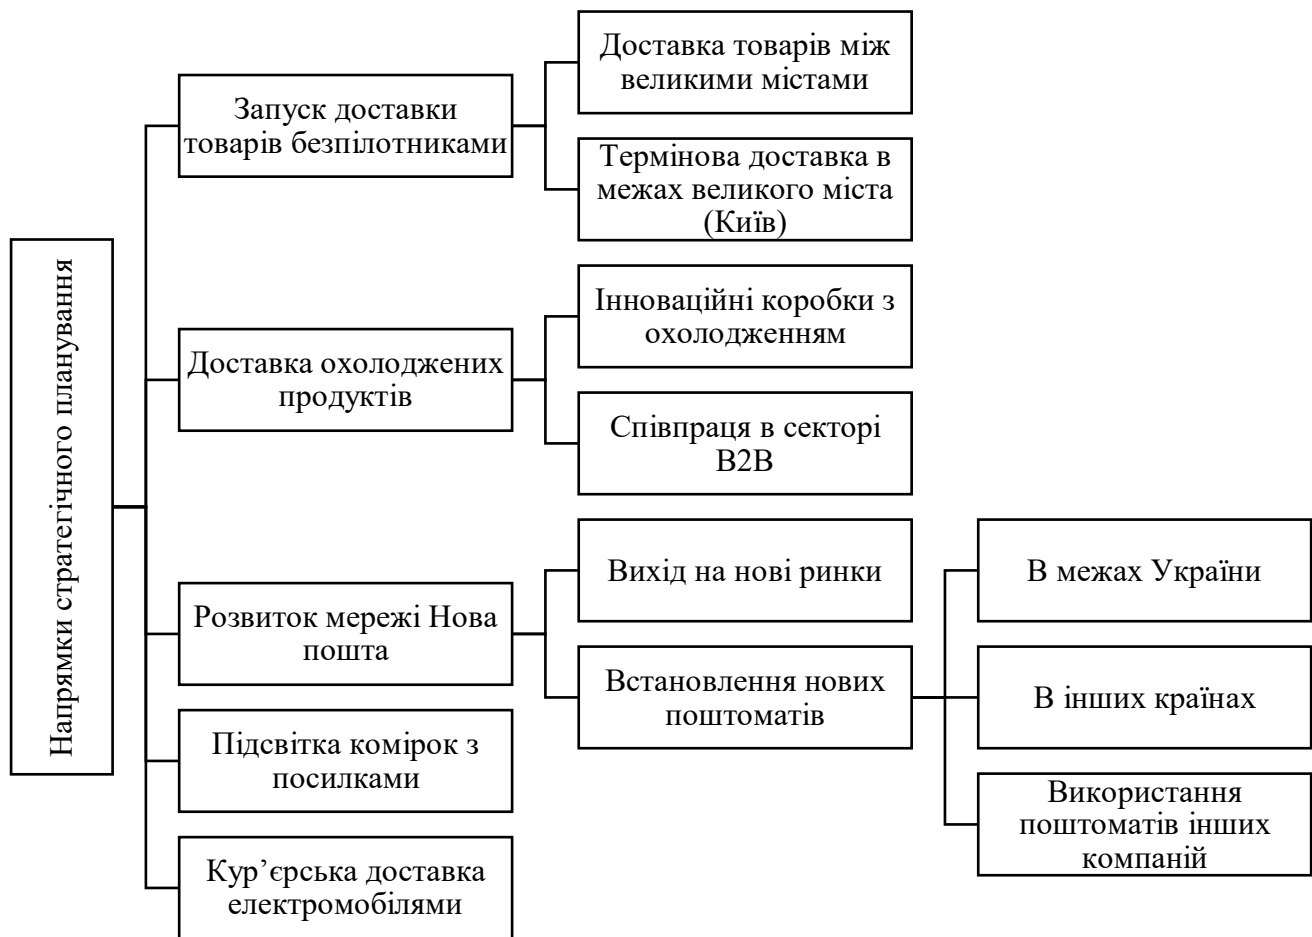 Напрямки стратегічного планування
Запуск доставки
товарів безпілотниками
Доставка товарів між
великими містами
Термінова доставка в
межах великого міста
(Київ)
Доставка охолоджених
продуктів
Інноваційні коробки з
охолодженням
Співпраця в секторі
B2B
Розвиток мережі Нова
пошта
Вихід на нові ринки
Встановлення нових
поштоматів
В межах України
В інших країнах
Використання
поштоматів інших
компаній
Підсвітка комірок з
посилками
Кур’єрська доставка
електромобілями